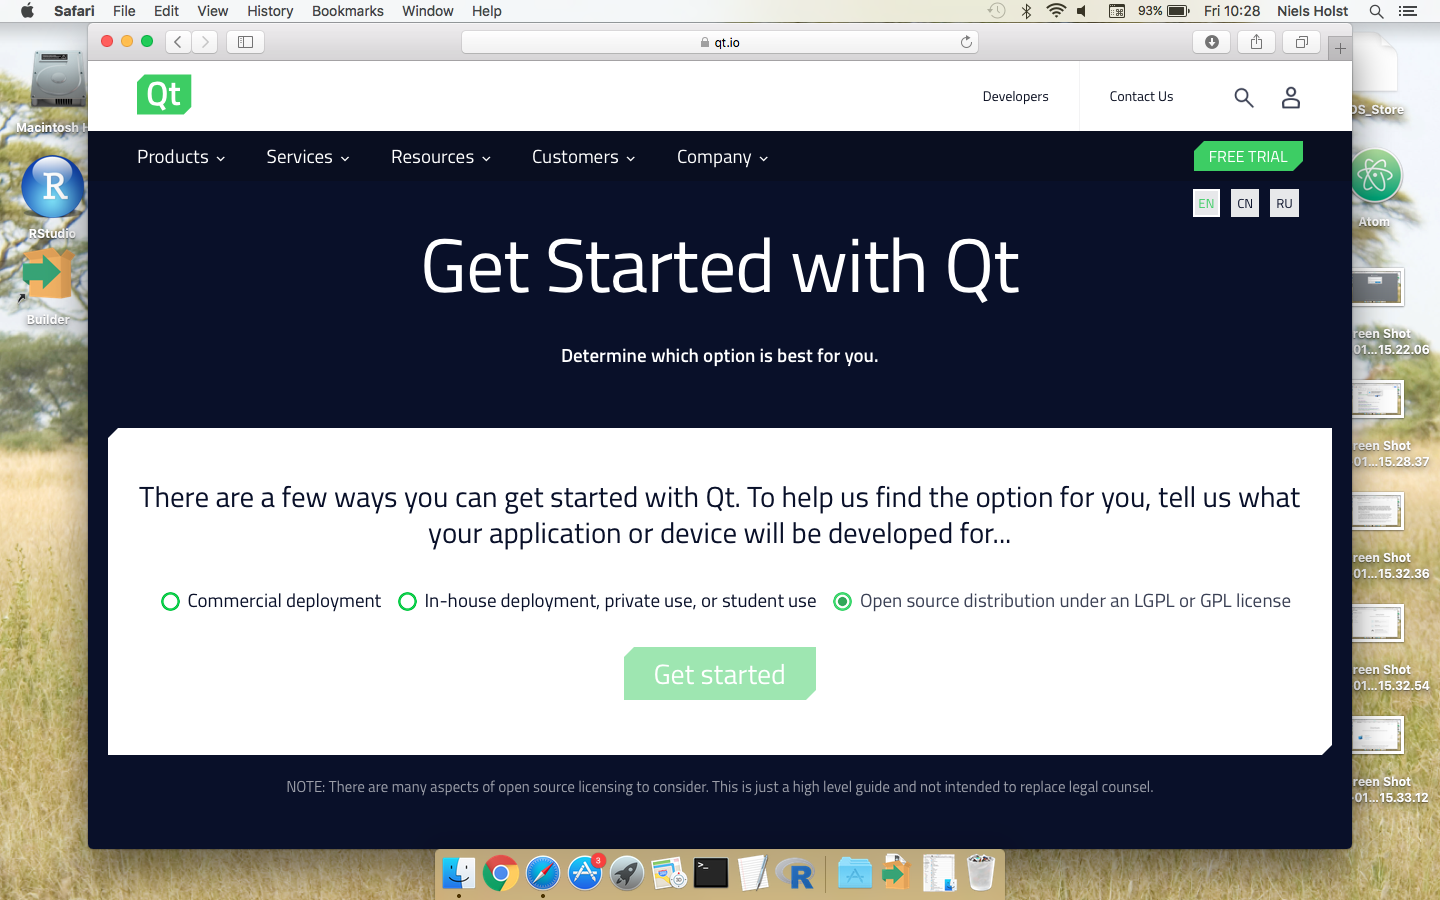 Safari File Edit View History Bookmarks Window Help 93% Fri 10:28 Niels Holst
qt.io
Qt
Developers Contact Us
Products Services Resources Customers Company FREE TRIAL
EN CN RU
Get Started with Qt
Determine which option is best for you.
There are a few ways you can get started with Qt. To help us find the option for you, tell us what
your application or device will be developed for...
Commercial deployment In-house deployment, private use, or student use Open source distribution under an LGPL or GPL license
Get started
NOTE: There are many aspects of open source licensing to consider. This is just a high level guide and not intended to replace legal counsel.
Macintosh H
R
RStudio
Builder
DS_Store
Atom
reen Shot
01...15.22.06
reen Shot
01...15.28.37
reen Shot
01...15.32.36
reen Shot
01...15.32.54
reen Shot
01...15.33.12
3
>_
R